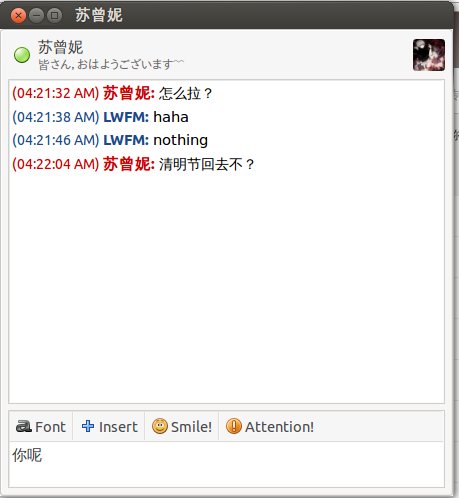 苏曾妮
苏曾妮
皆さん, おはようございます~~
(04:21:32 AM) 苏曾妮: 怎么拉？
(04:21:38 AM) LWFM: haha
(04:21:46 AM) LWFM: nothing
(04:22:04 AM) 苏曾妮: 清明节回去不？
Font Insert Smile! Attention!
你呢